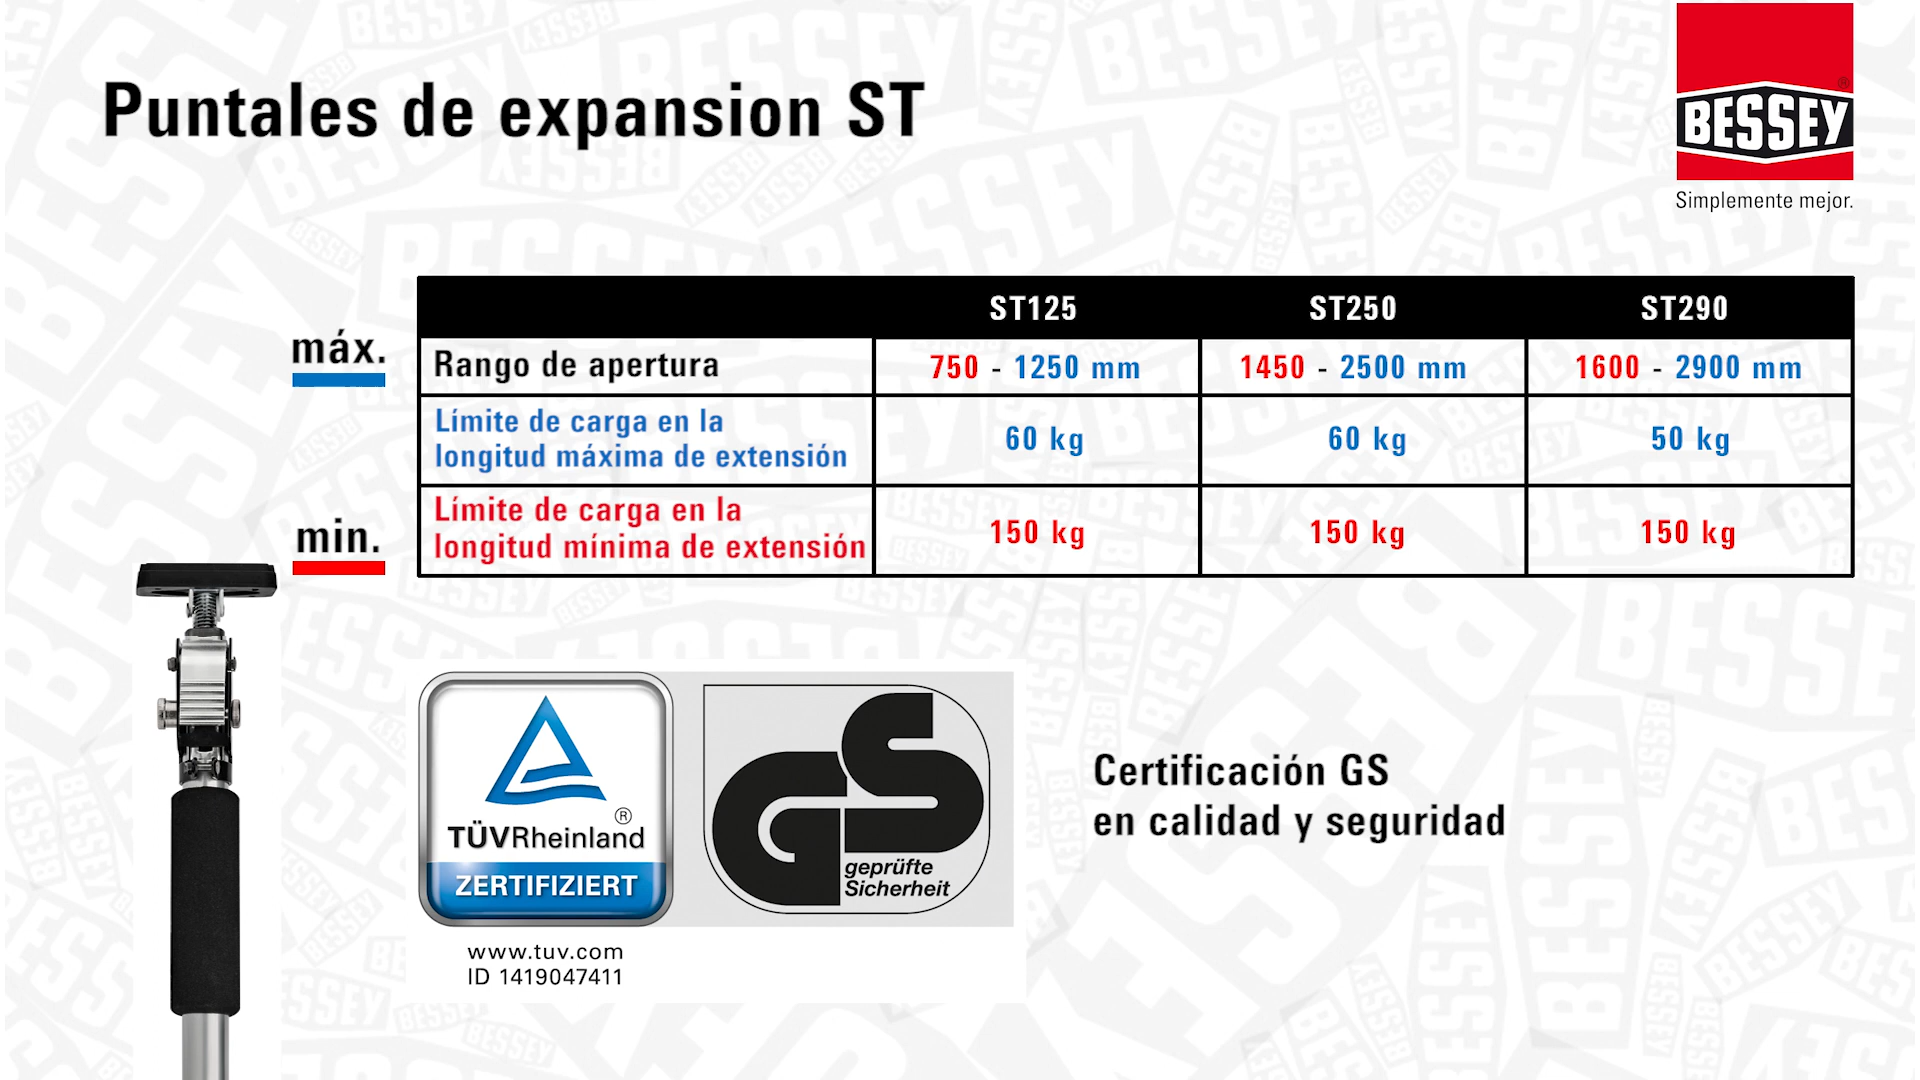 Puntales de expansion ST
BESSEY®
Simplemente mejor.
ST125 ST250 ST290
máx.
Rango de apertura 750 - 1250 mm 1450 - 2500 mm 1600 - 2900 mm
Límite de carga en la
longitud máxima de extensión 60 kg 60 kg 50 kg
min.
Límite de carga en la
longitud mínima de extensión 150 kg 150 kg 150 kg
TÜVRheinland®
ZERTIFIZIERT
www.tuv.com
ID 1419047411
GS
geprüfte
Sicherheit
Certificación GS
en calidad y seguridad